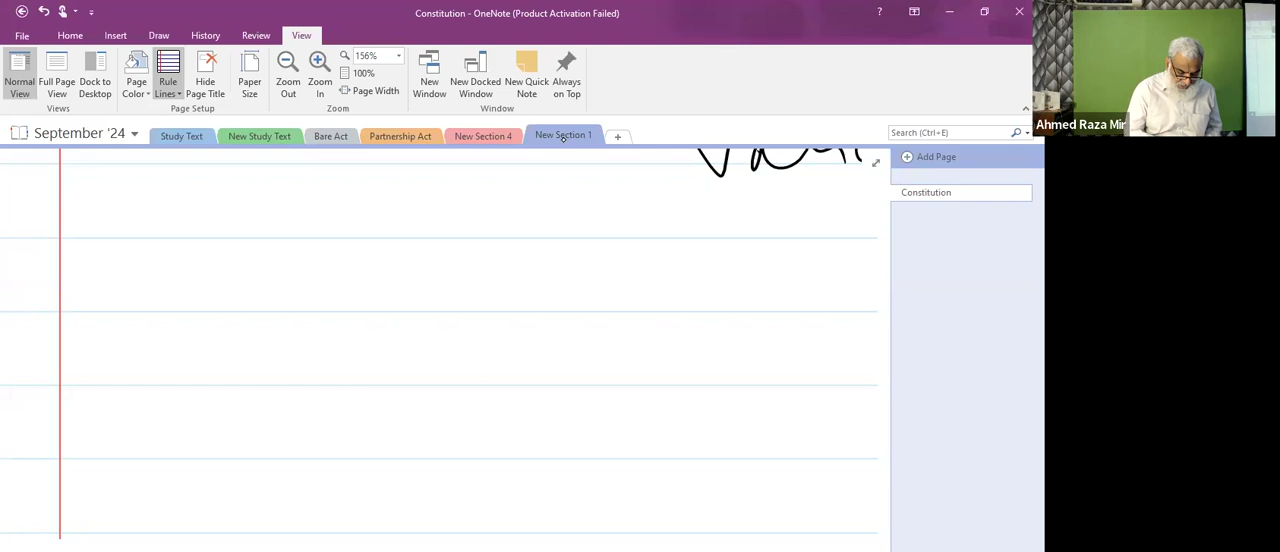 Constitution - OneNote (Product Activation Failed)
?
File Home Insert Draw History Review View
Normal View
Full Page View
Dock to Desktop
Page Color
Rule Lines
Hide Page Title
Paper Size
Zoom Out
Zoom In
156%
100%
Page Width
New Window
New Docked Window
New Quick Note
Always on Top
Views Page Setup Zoom Window
September '24
Study Text New Study Text Bare Act Partnership Act New Section 4 New Section 1 +
Search (Ctrl+E)
Add Page
Constitution
Ahmed Raza Mir